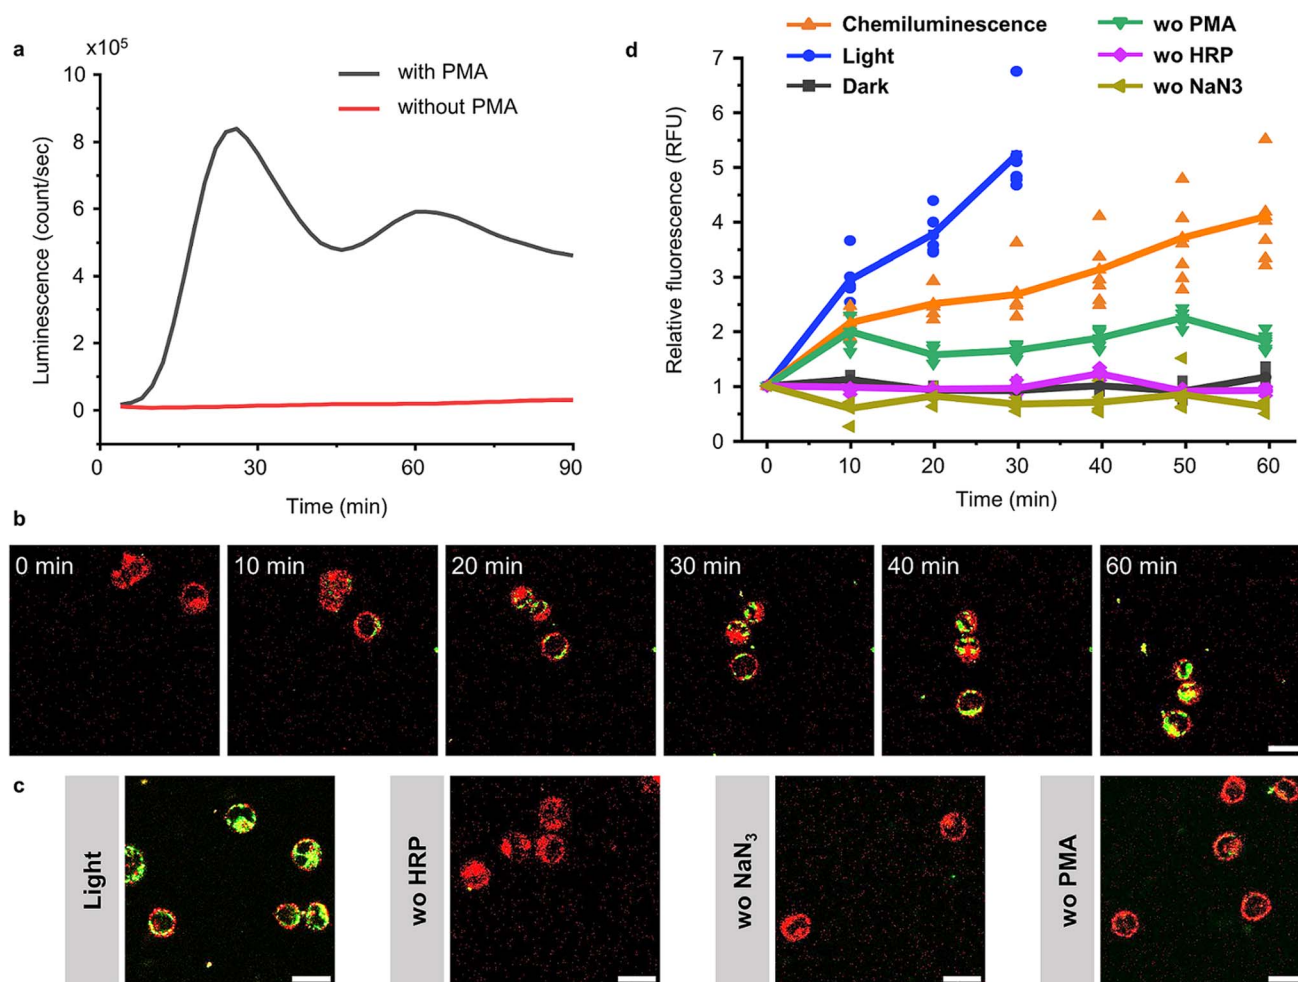 a
x10⁵
with PMA
without PMA
10
8
6
4
2
0
Luminescence (count/sec)
0 30 60 90
Time (min)
d
Chemiluminescence
Light
Dark
wo PMA
wo HRP
wo NaN3
7
6
5
4
3
2
1
0
Relative fluorescence (RFU)
0 10 20 30 40 50 60
Time (min)
b
0 min 10 min 20 min 30 min 40 min 60 min
c
Light
wo HRP
wo NaN₃
wo PMA